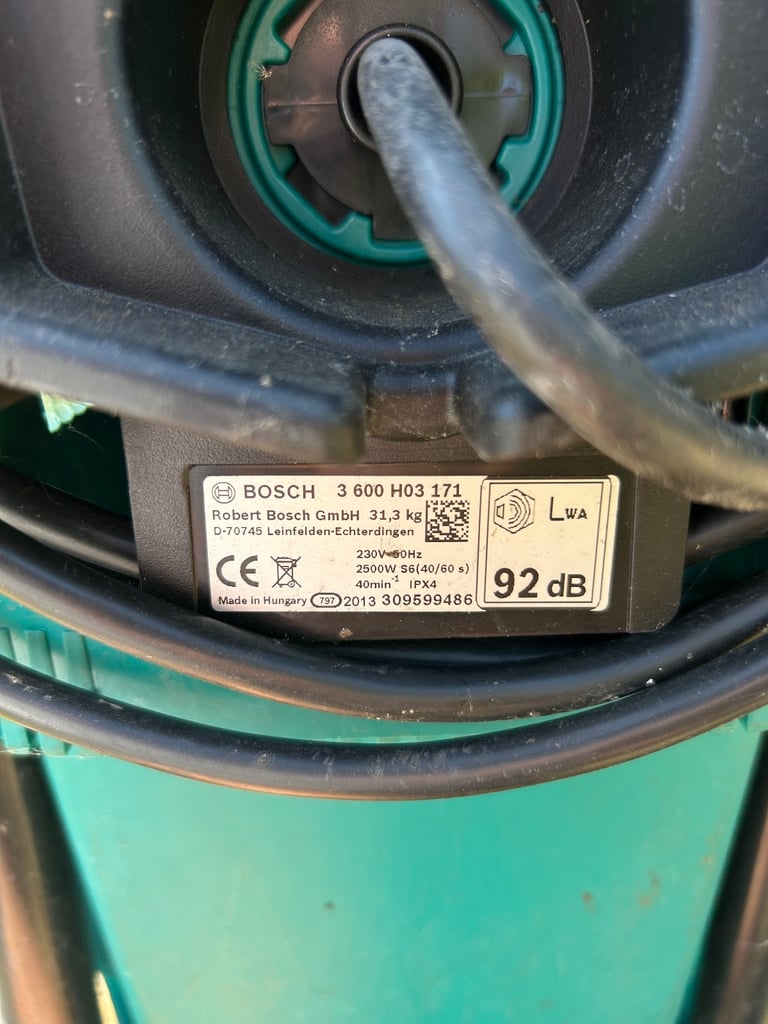 BOSCH 3 600 H03 171
Robert Bosch GmbH 31,3 kg
D-70745 Leinfelden-Echterdingen
230V~50Hz
2500W S6(40/60 s)
40min⁻¹ IPX4
CE
Made in Hungary 797 2013 309599486
LWA
92 dB